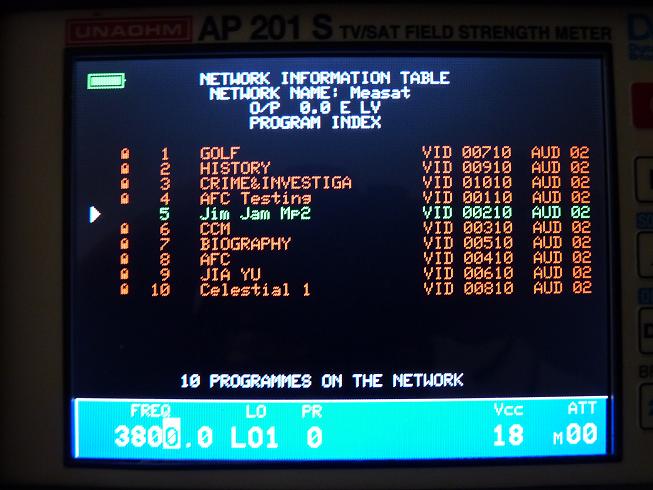 UNAOHM AP 201 S TV/SAT FIELD STRENGTH METER
NETWORK INFORMATION TABLE
NETWORK NAME: Measat
O/P 0.0 E LV
PROGRAM INDEX
1 GOLF VID 00710 AUD 02
2 HISTORY VID 00910 AUD 02
3 CRIME&INVESTIGA VID 01010 AUD 02
4 AFC Testing VID 00110 AUD 02
5 Jim Jam Mp2 VID 00210 AUD 02
6 CCM VID 00310 AUD 02
7 BIOGRAPHY VID 00510 AUD 02
8 AFC VID 00410 AUD 02
9 JIA YU VID 00610 AUD 02
10 Celestial 1 VID 00810 AUD 02
10 PROGRAMMES ON THE NETWORK
FREQ LO PR Vcc ATT
3800.0 LO1 0 18 M00